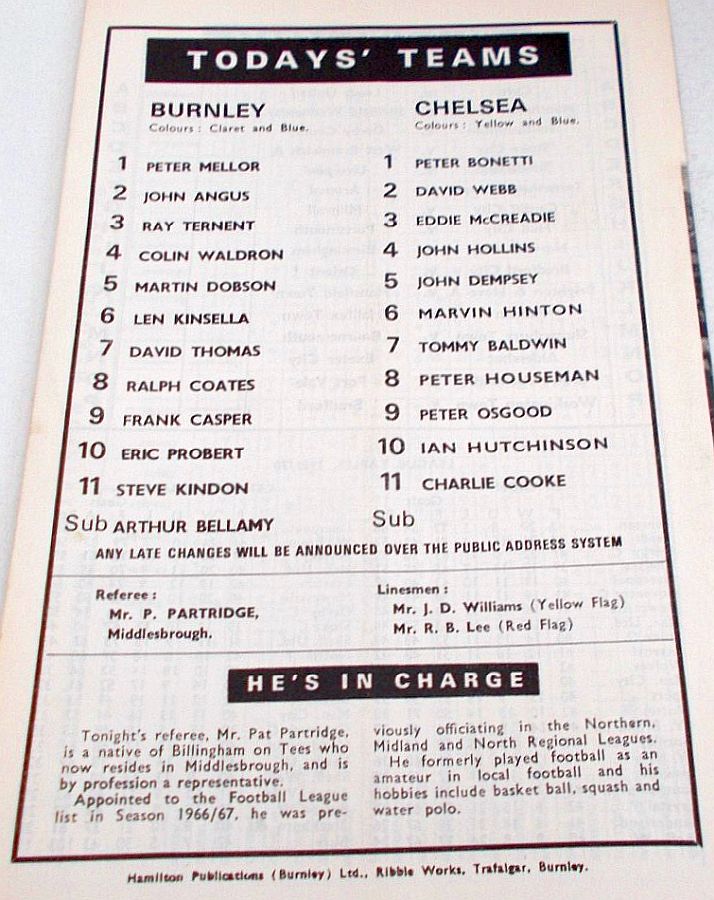 TODAYS' TEAMS
BURNLEY
Colours: Claret and Blue.
1 PETER MELLOR
2 JOHN ANGUS
3 RAY TERNENT
4 COLIN WALDRON
5 MARTIN DOBSON
6 LEN KINSELLA
7 DAVID THOMAS
8 RALPH COATES
9 FRANK CASPER
10 ERIC PROBERT
11 STEVE KINDON
Sub ARTHUR BELLAMY
CHELSEA
Colours: Yellow and Blue.
1 PETER BONETTI
2 DAVID WEBB
3 EDDIE McCREADIE
4 JOHN HOLLINS
5 JOHN DEMPSEY
6 MARVIN HINTON
7 TOMMY BALDWIN
8 PETER HOUSEMAN
9 PETER OSGOOD
10 IAN HUTCHINSON
11 CHARLIE COOKE
Sub
ANY LATE CHANGES WILL BE ANNOUNCED OVER THE PUBLIC ADDRESS SYSTEM
Referee:
Mr. P. PARTRIDGE,
Middlesbrough.
Linesmen:
Mr. J. D. Williams (Yellow Flag)
Mr. R. B. Lee (Red Flag)
HE'S IN CHARGE
Tonight's referee, Mr. Pat Partridge,
is a native of Billingham on Tees who
now resides in Middlesbrough, and is
by profession a representative.
Appointed to the Football League
list in Season 1966/67, he was pre-
viously officiating in the Northern,
Midland and North Regional Leagues.
He formerly played football as an
amateur in local football and his
hobbies include basket ball, squash and
water polo.
Hamilton Publications (Burnley) Ltd., Ribble Works, Trafalgar, Burnley.